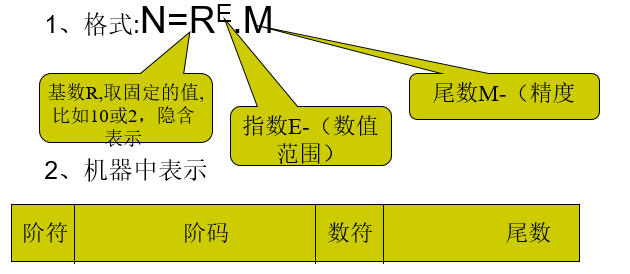 1、格式:N=R^E.M
基数R,取固定的值,
比如10或2，隐含
表示
指数E-（数值
范围）
尾数M-（精度
2、机器中表示
阶符 阶码 数符 尾数